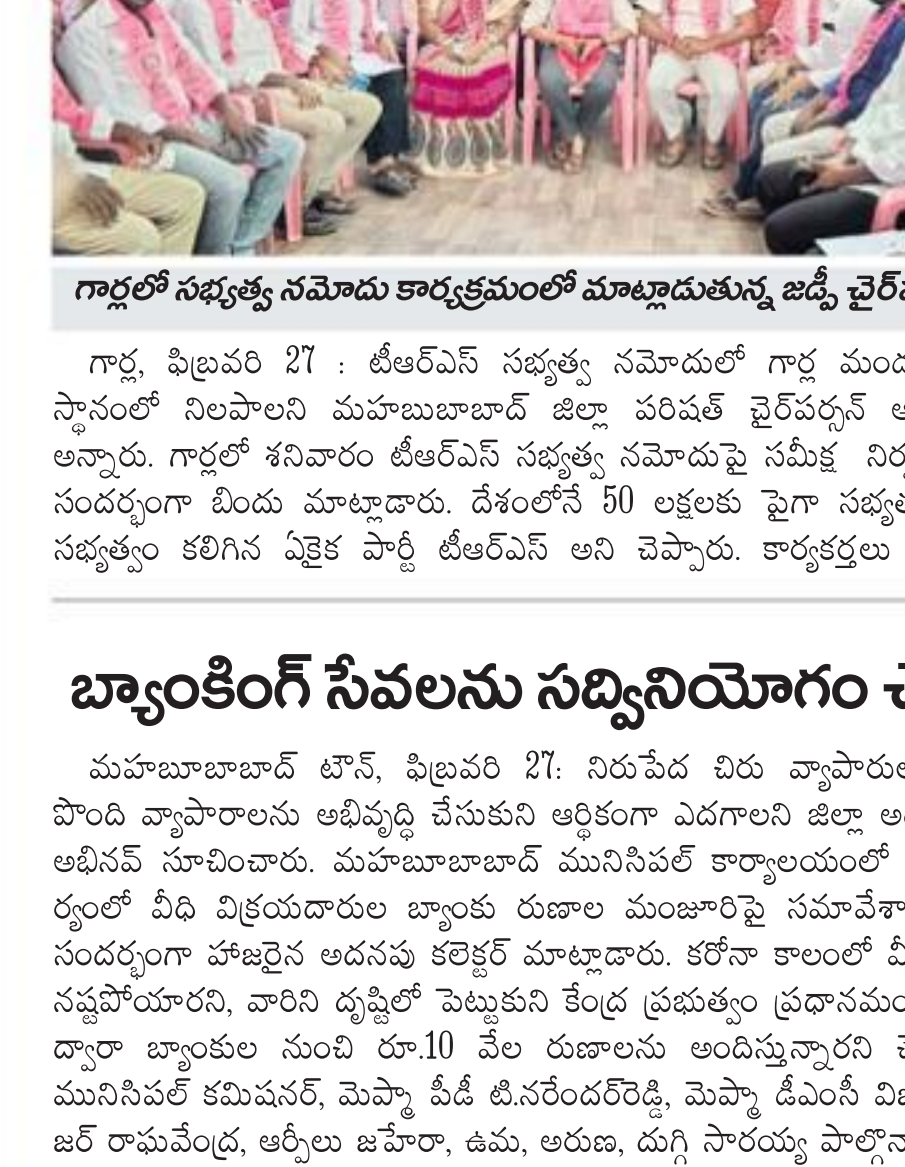 గార్లలో సభ్యత్వ నమోదు కార్యక్రమంలో మాట్లాడుతున్న జడ్పీ
గార్ల, ఫిబ్రవరి 27 : టీఆర్ఎస్ సభ్యత్వ నమోదులో గార్ల
స్థానంలో నిలపాలని మహబుబాబాద్ జిల్లా పరిషత్ చైర్‌పర్సన్
అన్నారు. గార్లలో శనివారం టీఆర్ఎస్ సభ్యత్వ నమోదుపై సమీక్ష
సందర్భంగా బిందు మాట్లాడారు. దేశంలోనే 50 లక్షలకు పైగా
సభ్యత్వం కలిగిన ఏకైక పార్టీ టీఆర్ఎస్ అని చెప్పారు. కార్యకర్తలు
బ్యాంకింగ్ సేవలను సద్వినియోగం
మహబూబాబాద్ టౌన్, ఫిబ్రవరి 27: నిరుపేద చిరు
పొంది వ్యాపారాలను అభివృద్ధి చేసుకుని ఆర్థికంగా ఎదగాలని జిల్లా
అభినవ్ సూచించారు. మహబూబాబాద్ మునిసిపల్ కార్యాలయంలో
ర్యంలో వీధి విక్రయదారుల బ్యాంకు రుణాల మంజూరిపై
సందర్భంగా హాజరైన అదనపు కలెక్టర్ మాట్లాడారు. కరోనా కాలంలో
నష్టపోయారని, వారిని దృష్టిలో పెట్టుకుని కేంద్ర ప్రభుత్వం
ద్వారా బ్యాంకుల నుంచి రూ.10 వేల రుణాలను అందిస్తున్నారని
మునిసిపల్ కమిషనర్, మెప్మా పీడీ టి.నరేందర్‌రెడ్డి, మెప్మా డీఎంసీ
జర్ రాఘవేంద్ర, ఆర్పీలు జహేరా, ఉమ, అరుణ, దుగ్గి సారయ్య